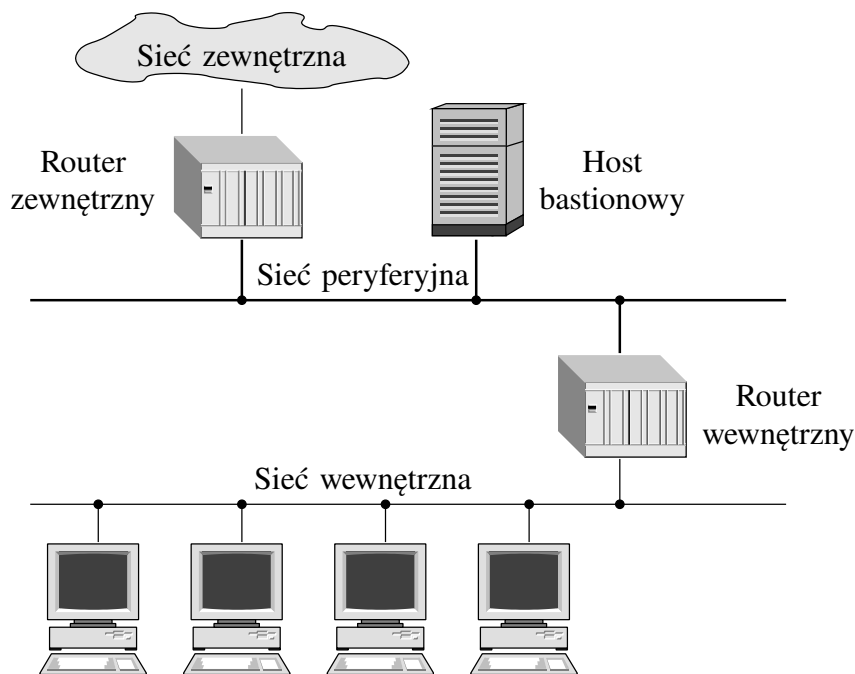 Sieć zewnętrzna
Router
zewnętrzny
Host
bastionowy
Sieć peryferyjna
Router
wewnętrzny
Sieć wewnętrzna